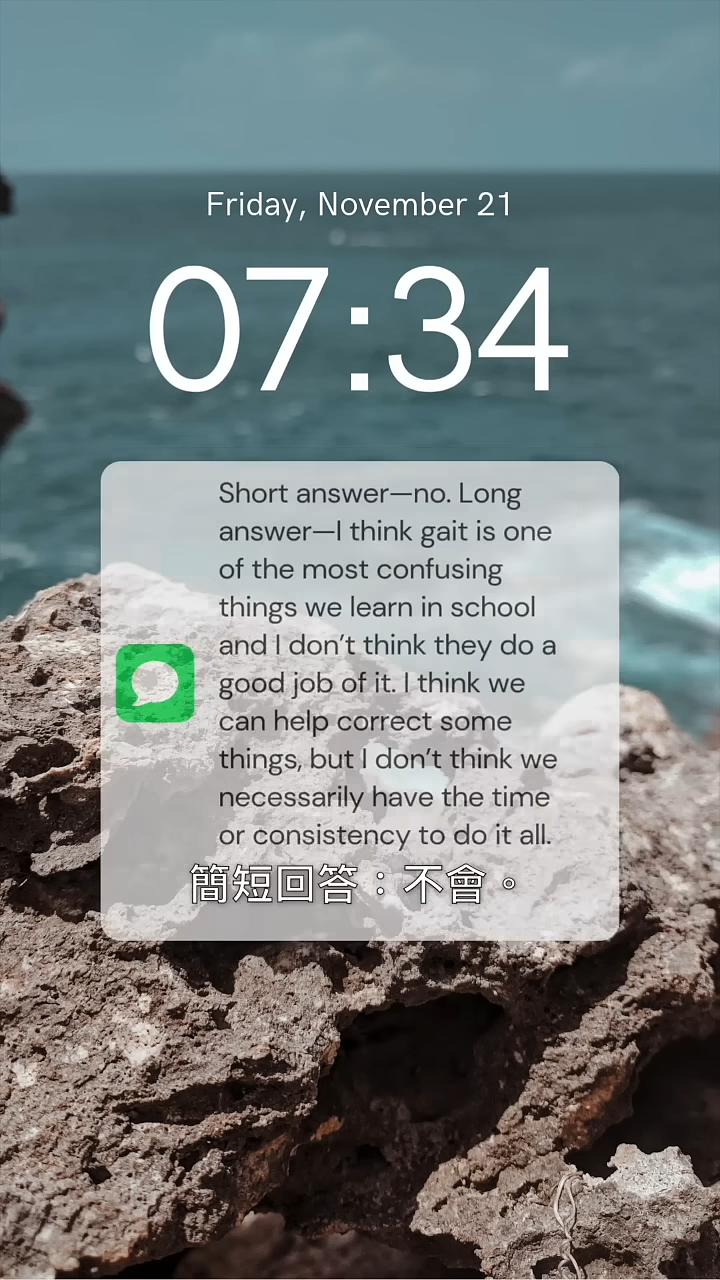 Friday, November 21
07:34
Short answer—no. Long
answer—I think gait is one
of the most confusing
things we learn in school
and I don’t think they do a
good job of it. I think we
can help correct some
things, but I don’t think we
necessarily have the time
or consistency to do it all.
簡短回答：不會。